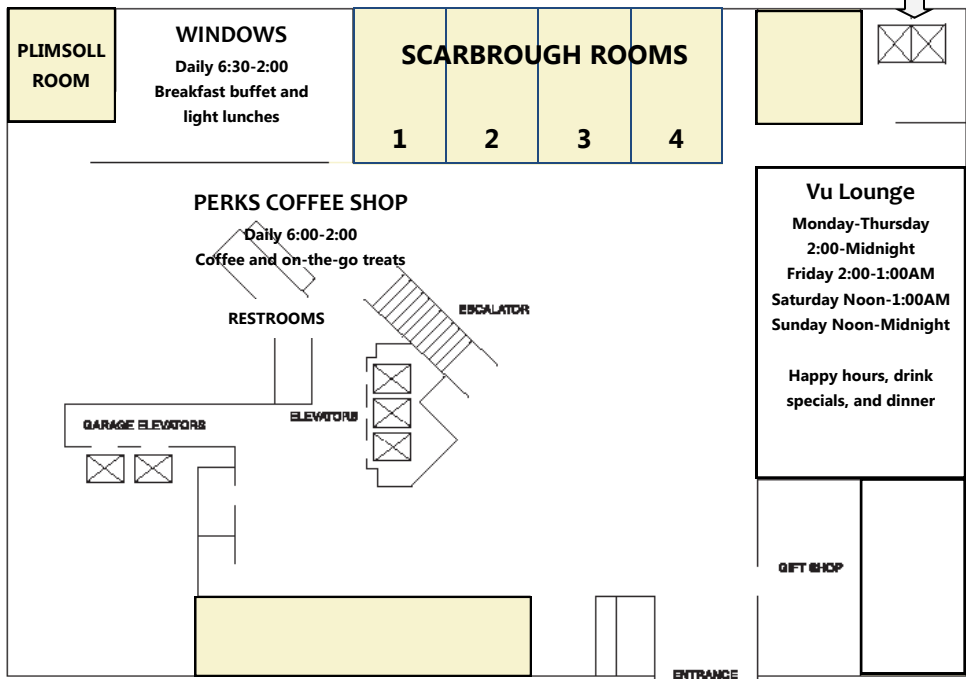 PLIMSOLL
ROOM
WINDOWS
Daily 6:30-2:00
Breakfast buffet and
light lunches
SCARBROUGH ROOMS
1 2 3 4
PERKS COFFEE SHOP
Daily 6:00-2:00
Coffee and on-the-go treats
RESTROOMS
ESCALATOR
ELEVATORS
GARAGE ELEVATORS
Vu Lounge
Monday-Thursday
2:00-Midnight
Friday 2:00-1:00AM
Saturday Noon-1:00AM
Sunday Noon-Midnight
Happy hours, drink
specials, and dinner
GIFT SHOP
ENTRANCE